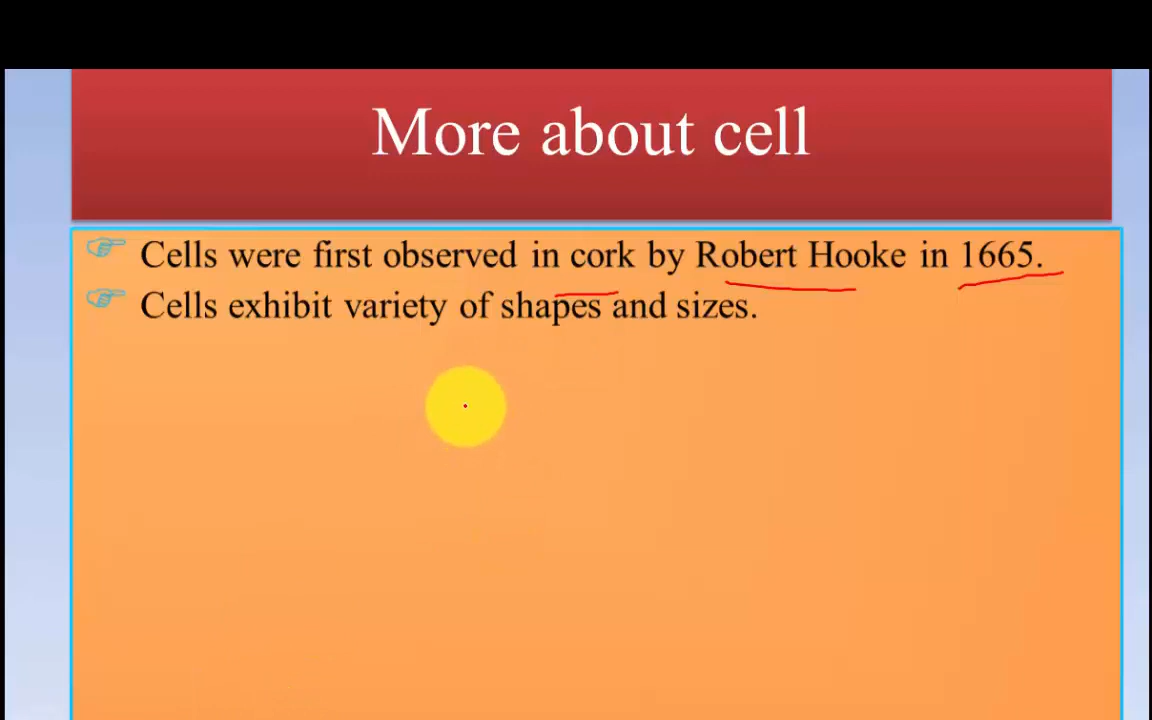 More about cell
Cells were first observed in cork by Robert Hooke in 1665.
Cells exhibit variety of shapes and sizes.